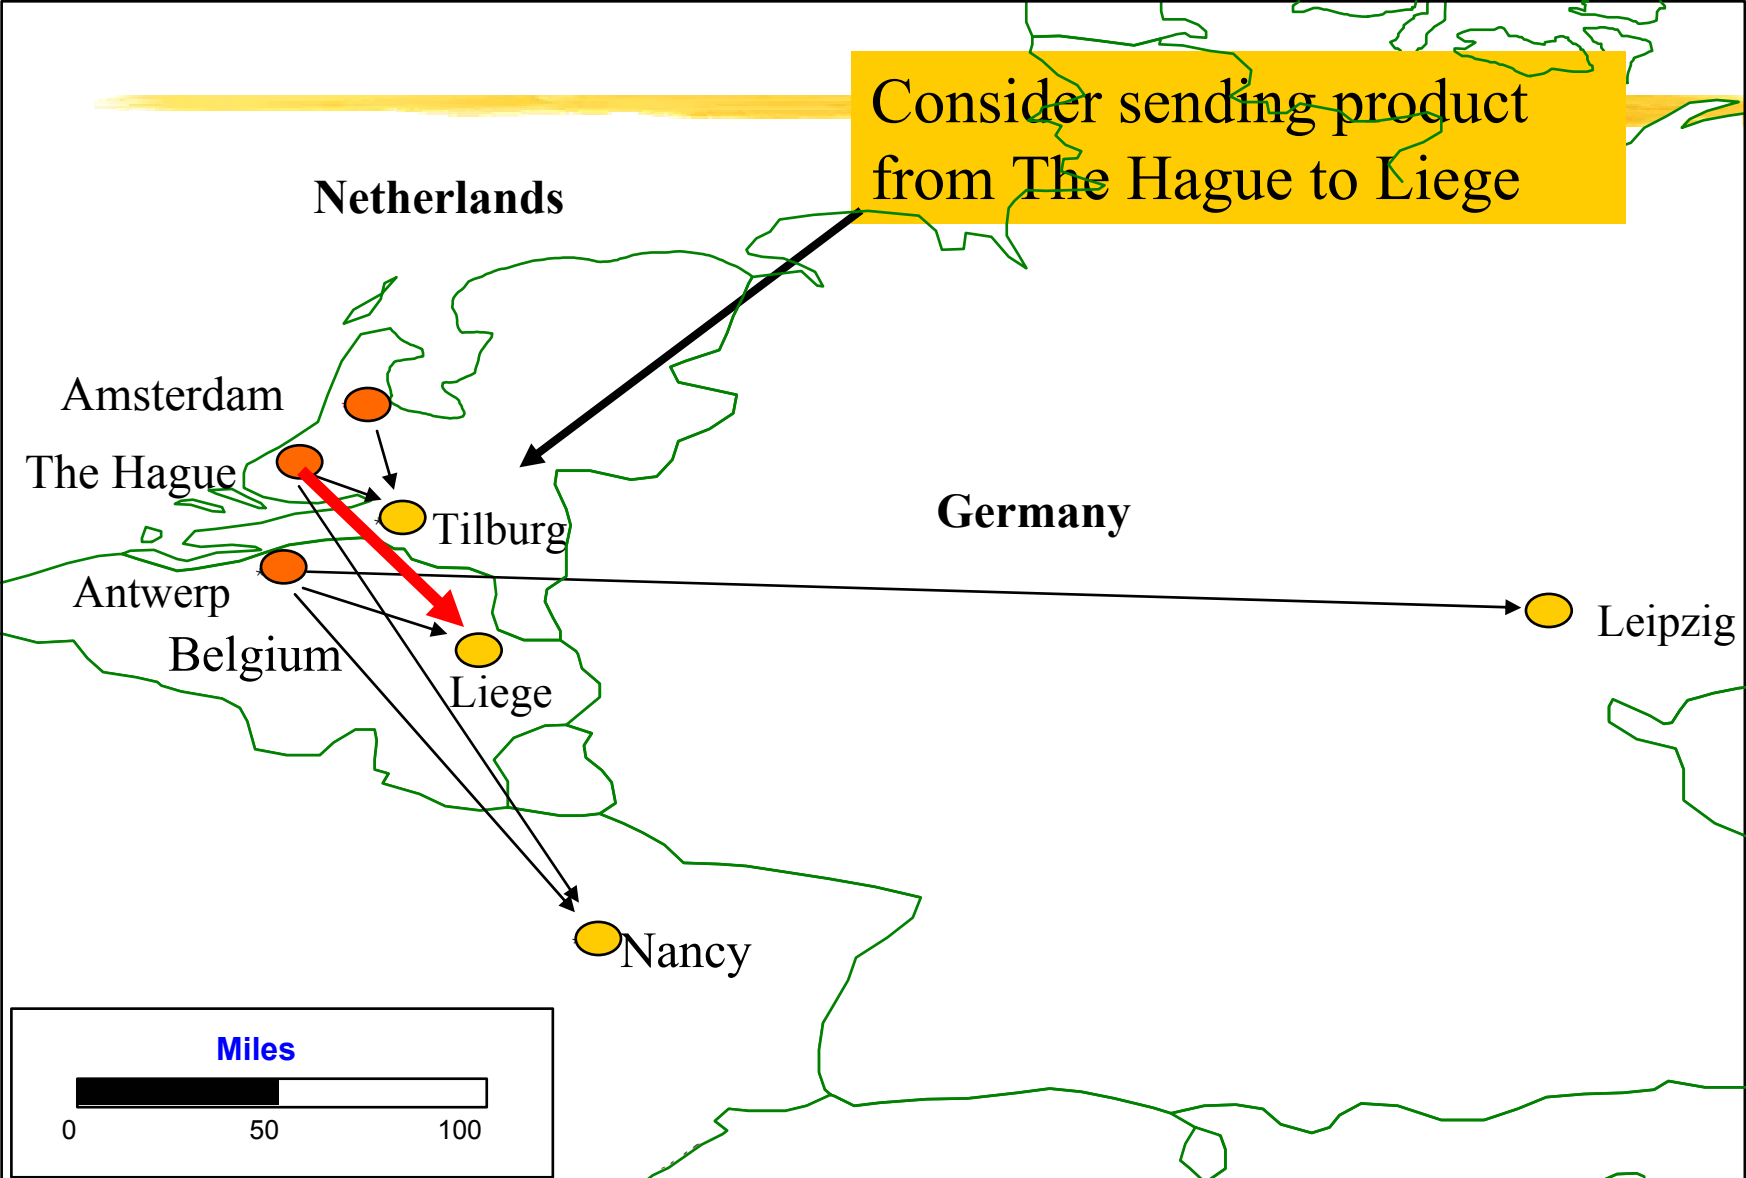 Consider sending product
from The Hague to Liege
Netherlands
Amsterdam
The Hague
Tilburg
Germany
Antwerp
Leipzig
Belgium
Liege
Nancy
Miles
0 50 100